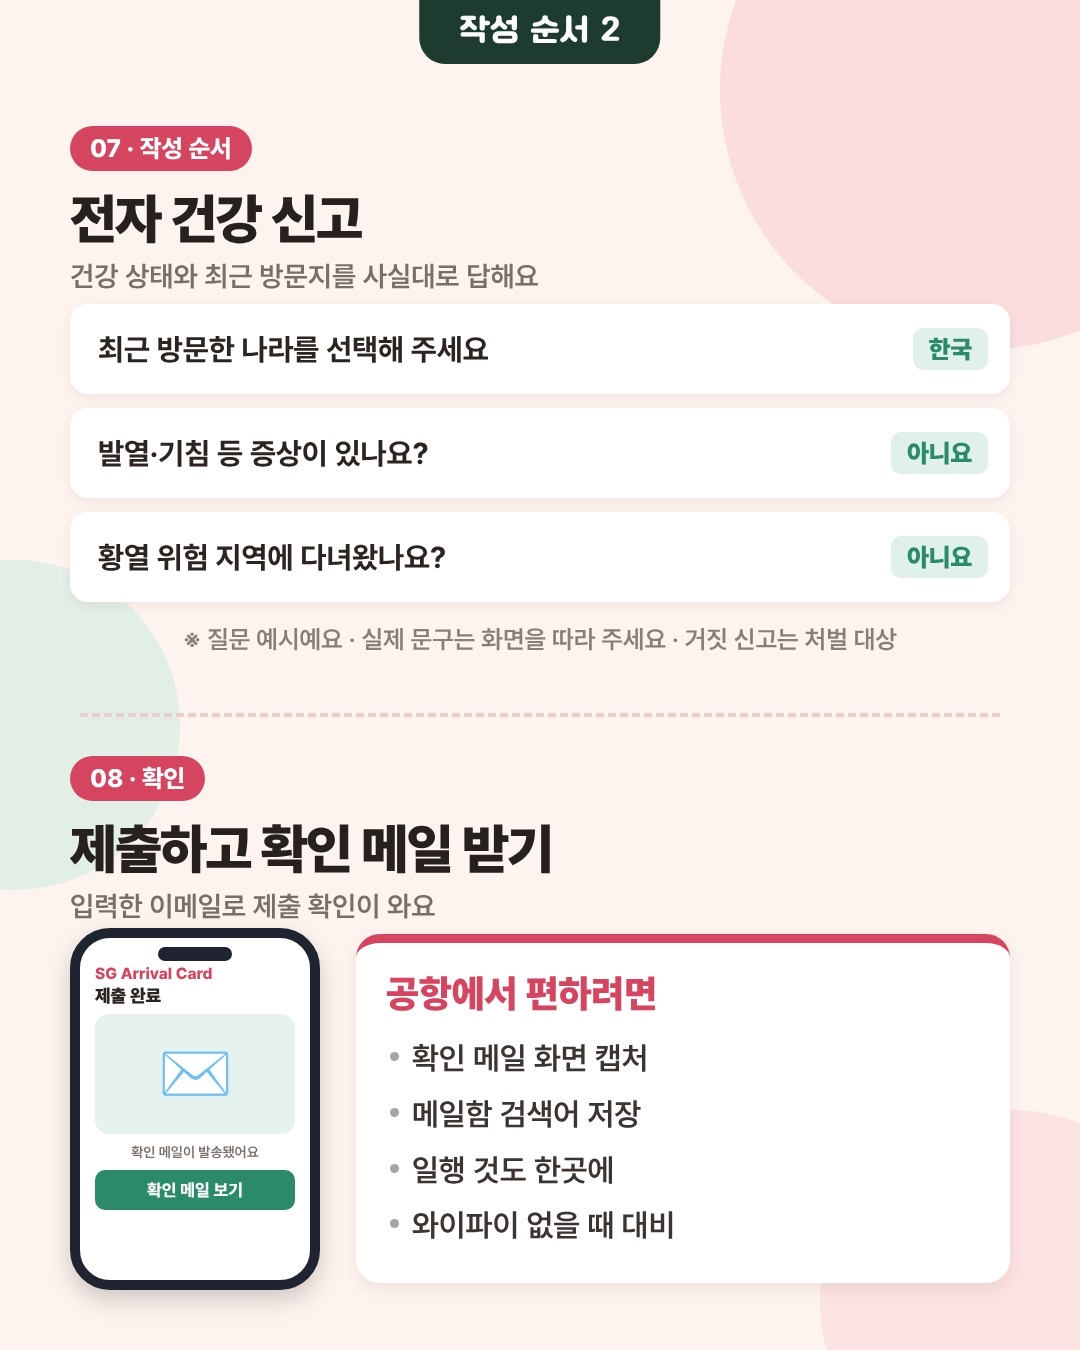 작성 순서 2
07 · 작성 순서
전자 건강 신고
건강 상태와 최근 방문지를 사실대로 답해요
최근 방문한 나라를 선택해 주세요
한국
발열·기침 등 증상이 있나요?
아니요
황열 위험 지역에 다녀왔나요?
아니요
※ 질문 예시예요 · 실제 문구는 화면을 따라 주세요 · 거짓 신고는 처벌 대상
08 · 확인
제출하고 확인 메일 받기
입력한 이메일로 제출 확인이 와요
SG Arrival Card
제출 완료
확인 메일이 발송됐어요
확인 메일 보기
공항에서 편하려면
• 확인 메일 화면 캡처
• 메일함 검색어 저장
• 일행 것도 한곳에
• 와이파이 없을 때 대비